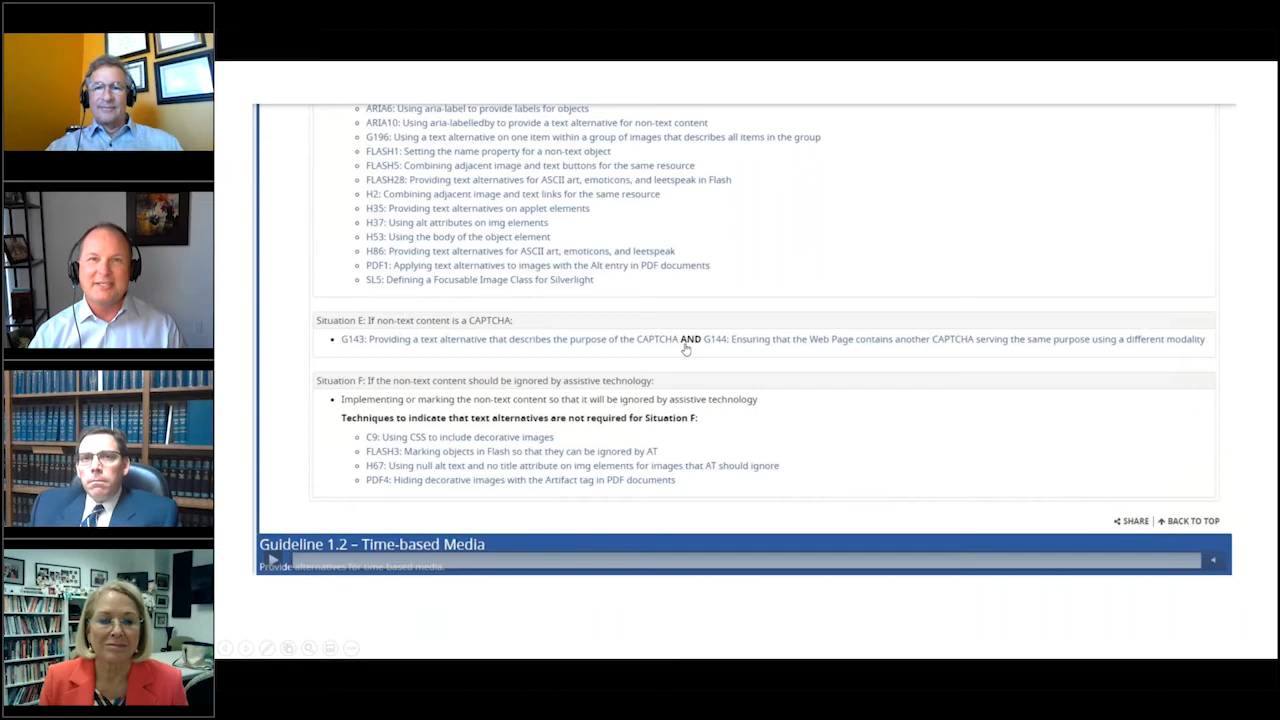 ARIA6: Using aria-label to provide labels for objects
ARIA10: Using aria-labelledby to provide a text alternative for non-text content
G196: Using a text alternative on one item within a group of images that describes all items in the group
FLASH1: Setting the name property for a non-text object
FLASH5: Combining adjacent image and text buttons for the same resource
FLASH28: Providing text alternatives for ASCII art, emoticons, and leetspeak in Flash
H2: Combining adjacent image and text links for the same resource
H35: Providing text alternatives on applet elements
H37: Using alt attributes on img elements
H53: Using the body of the object element
H86: Providing text alternatives for ASCII art, emoticons, and leetspeak
PDF1: Applying text alternatives to images with the Alt entry in PDF documents
SL5: Defining a Focusable Image Class for Silverlight
Situation E: If non-text content is a CAPTCHA:
G143: Providing a text alternative that describes the purpose of the CAPTCHA AND G144: Ensuring that the Web Page contains another CAPTCHA serving the same purpose using a different modality
Situation F: If the non-text content should be ignored by assistive technology:
Implementing or marking the non-text content so that it will be ignored by assistive technology
Techniques to indicate that text alternatives are not required for Situation F:
C9: Using CSS to include decorative images
FLASH3: Marking objects in Flash so that they can be ignored by AT
H67: Using null alt text and no title attribute on img elements for images that AT should ignore
PDF4: Hiding decorative images with the Artifact tag in PDF documents
SHARE | BACK TO TOP
Guideline 1.2 – Time-based Media
Provide alternatives for time-based media.